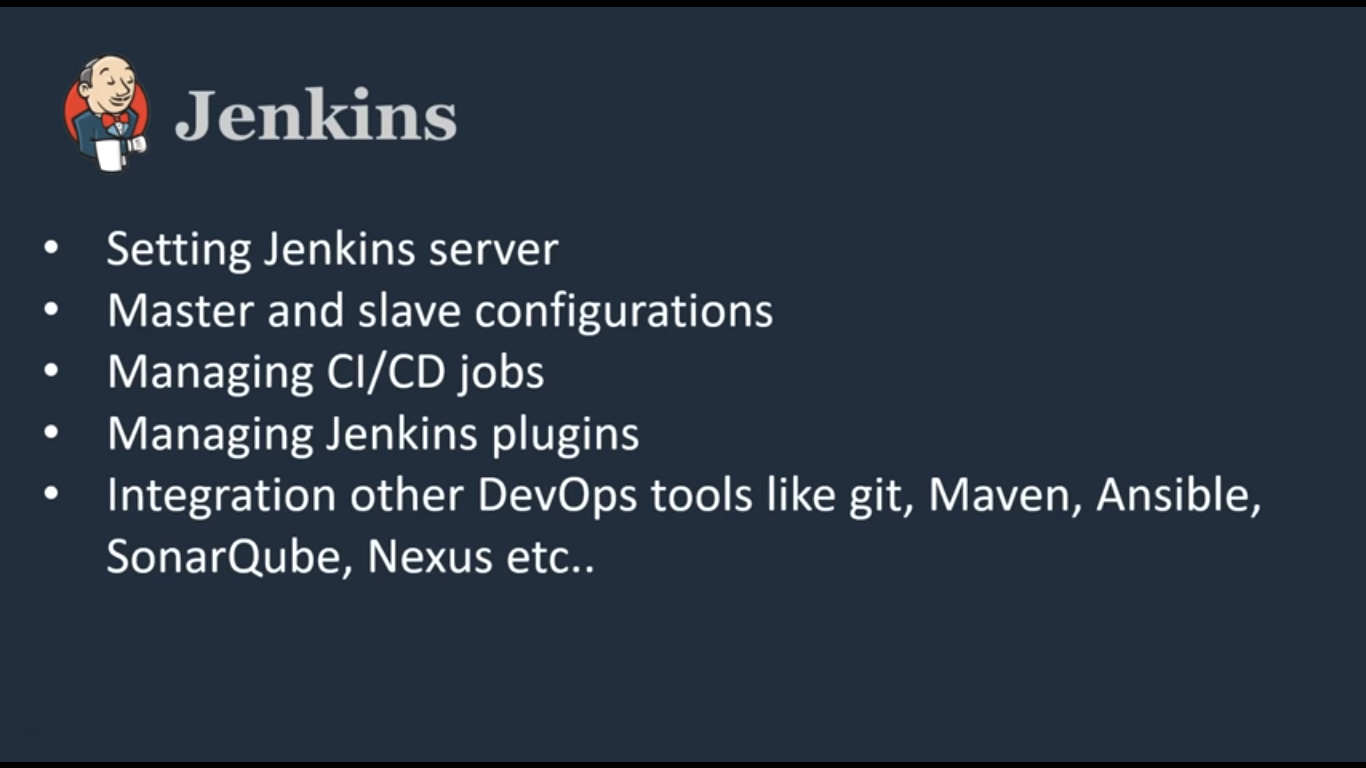 Jenkins
• Setting Jenkins server
• Master and slave configurations
• Managing CI/CD jobs
• Managing Jenkins plugins
• Integration other DevOps tools like git, Maven, Ansible,
SonarQube, Nexus etc..